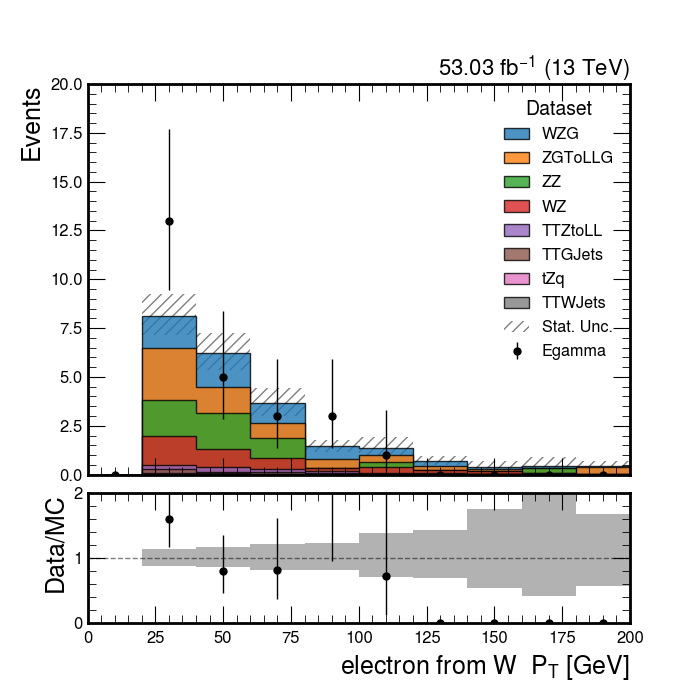 53.03 fb⁻¹ (13 TeV)
Events
20.0
17.5
15.0
12.5
10.0
7.5
5.0
2.5
0.0
Dataset
WZG
ZGToLLG
ZZ
WZ
TTZtoLL
TTGJets
tZq
TTWJets
Stat. Unc.
Egamma
Data/MC
2
1
0
0 25 50 75 100 125 150 175 200
electron from W P_T [GeV]